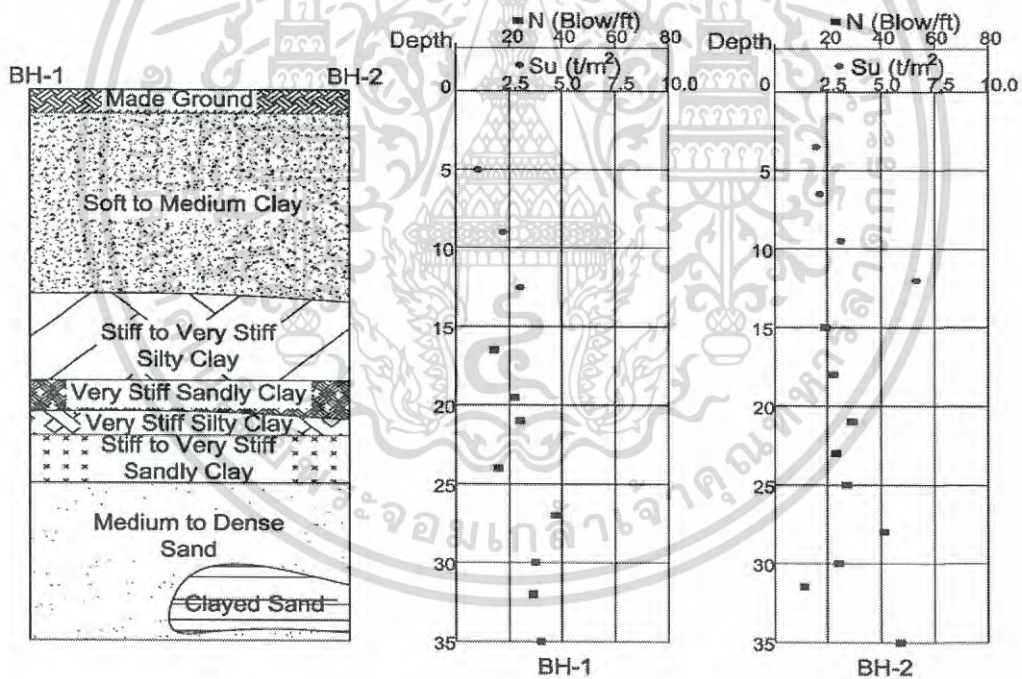 BH-1 BH-2
Made Ground
Soft to Medium Clay
Stiff to Very Stiff
Silty Clay
Very Stiff Sandly Clay
Very Stiff Silty Clay
Stiff to Very Stiff
Sandly Clay
Medium to Dense
Sand
Clayed Sand
N (Blow/ft)
Depth 20 40 60 80
Su (t/m²)
0 2.5 5.0 7.5 10.0
5
10
15
20
25
30
35
BH-1
N (Blow/ft)
Depth 20 40 60 80
Su (t/m²)
0 2.5 5.0 7.5 10.0
5
10
15
20
25
30
35
BH-2